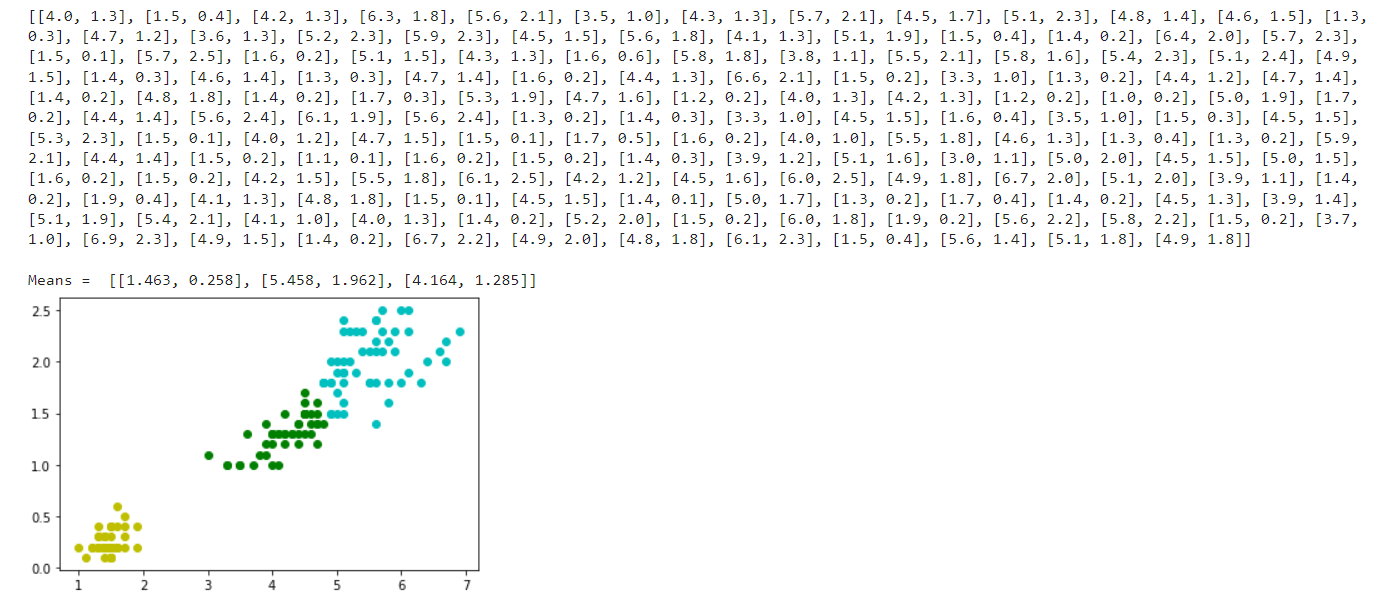 [[4.0, 1.3], [1.5, 0.4], [4.2, 1.3], [6.3, 1.8], [5.6, 2.1], [3.5, 1.0], [4.3, 1.3], [5.7, 2.1], [4.5, 1.7], [5.1, 2.3], [4.8, 1.4], [4.6, 1.5], [1.3,
0.3], [4.7, 1.2], [3.6, 1.3], [5.2, 2.3], [5.9, 2.3], [4.5, 1.5], [5.6, 1.8], [4.1, 1.3], [5.1, 1.9], [1.5, 0.4], [1.4, 0.2], [6.4, 2.0], [5.7, 2.3],
[1.5, 0.1], [5.7, 2.5], [1.6, 0.2], [5.1, 1.5], [4.3, 1.3], [1.6, 0.6], [5.8, 1.8], [3.8, 1.1], [5.5, 2.1], [5.8, 1.6], [5.4, 2.3], [5.1, 2.4], [4.9,
1.5], [1.4, 0.3], [4.6, 1.4], [1.3, 0.3], [4.7, 1.4], [1.6, 0.2], [4.4, 1.3], [6.6, 2.1], [1.5, 0.2], [3.3, 1.0], [1.3, 0.2], [4.4, 1.2], [4.7, 1.4],
[1.4, 0.2], [4.8, 1.8], [1.4, 0.2], [1.7, 0.3], [5.3, 1.9], [4.7, 1.6], [1.2, 0.2], [4.0, 1.3], [4.2, 1.3], [1.2, 0.2], [1.0, 0.2], [5.0, 1.9], [1.7,
0.2], [4.4, 1.4], [5.6, 2.4], [6.1, 1.9], [5.6, 2.4], [1.3, 0.2], [1.4, 0.3], [3.3, 1.0], [4.5, 1.5], [1.6, 0.4], [3.5, 1.0], [1.5, 0.3], [4.5, 1.5],
[5.3, 2.3], [1.5, 0.1], [4.0, 1.2], [4.7, 1.5], [1.5, 0.1], [1.7, 0.5], [1.6, 0.2], [4.0, 1.0], [5.5, 1.8], [4.6, 1.3], [1.3, 0.4], [1.3, 0.2], [5.9,
2.1], [4.4, 1.4], [1.5, 0.2], [1.1, 0.1], [1.6, 0.2], [1.5, 0.2], [1.4, 0.3], [3.9, 1.2], [5.1, 1.6], [3.0, 1.1], [5.0, 2.0], [4.5, 1.5], [5.0, 1.5],
[1.6, 0.2], [1.5, 0.2], [4.2, 1.5], [5.5, 1.8], [6.1, 2.5], [4.2, 1.2], [4.5, 1.6], [6.0, 2.5], [4.9, 1.8], [6.7, 2.0], [5.1, 2.0], [3.9, 1.1], [1.4,
0.2], [1.9, 0.4], [4.1, 1.3], [4.8, 1.8], [1.5, 0.1], [4.5, 1.5], [1.4, 0.1], [5.0, 1.7], [1.3, 0.2], [1.7, 0.4], [1.4, 0.2], [4.5, 1.3], [3.9, 1.4],
[5.1, 1.9], [5.4, 2.1], [4.1, 1.0], [4.0, 1.3], [1.4, 0.2], [5.2, 2.0], [1.5, 0.2], [6.0, 1.8], [1.9, 0.2], [5.6, 2.2], [5.8, 2.2], [1.5, 0.2], [3.7,
1.0], [6.9, 2.3], [4.9, 1.5], [1.4, 0.2], [6.7, 2.2], [4.9, 2.0], [4.8, 1.8], [6.1, 2.3], [1.5, 0.4], [5.6, 1.4], [5.1, 1.8], [4.9, 1.8]]
Means =  [[1.463, 0.258], [5.458, 1.962], [4.164, 1.285]]
2.5
2.0
1.5
1.0
0.5
0.0
1 2 3 4 5 6 7